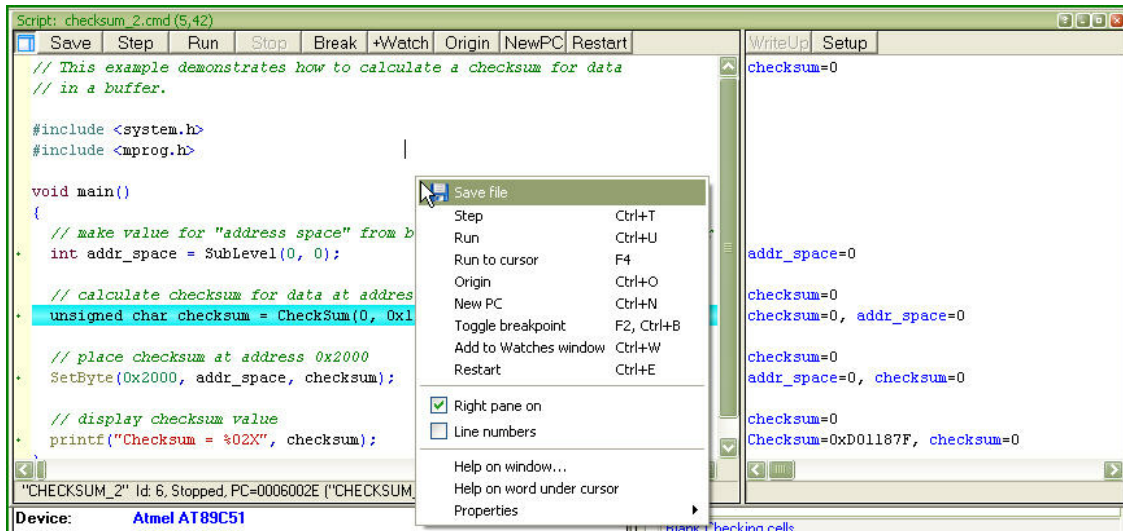 Script: checksum_2.cmd (5,42)
Save Step Run Stop Break +Watch Origin NewPC Restart
WriteUp Setup
// This example demonstrates how to calculate a checksum for data
// in a buffer.
#include <system.h>
#include <mprog.h>
void main()
{
// make value for "address space" from b
int addr_space = SubLevel(0, 0);
// calculate checksum for data at addres
unsigned char checksum = CheckSum(0, 0x1
// place checksum at address 0x2000
SetByte(0x2000, addr_space, checksum);
// display checksum value
printf("Checksum = %02X", checksum);
"CHECKSUM_2" Id: 6, Stopped, PC=0006002E ("CHECKSUM_
Device: Atmel AT89C51
Save file
Step Ctrl+T
Run Ctrl+U
Run to cursor F4
Origin Ctrl+O
New PC Ctrl+N
Toggle breakpoint F2, Ctrl+B
Add to Watches window Ctrl+W
Restart Ctrl+E
Right pane on
Line numbers
Help on window...
Help on word under cursor
Properties
checksum=0
addr_space=0
checksum=0
checksum=0, addr_space=0
checksum=0
addr_space=0, checksum=0
checksum=0
Checksum=0xD01187F, checksum=0
Blank Checking cells